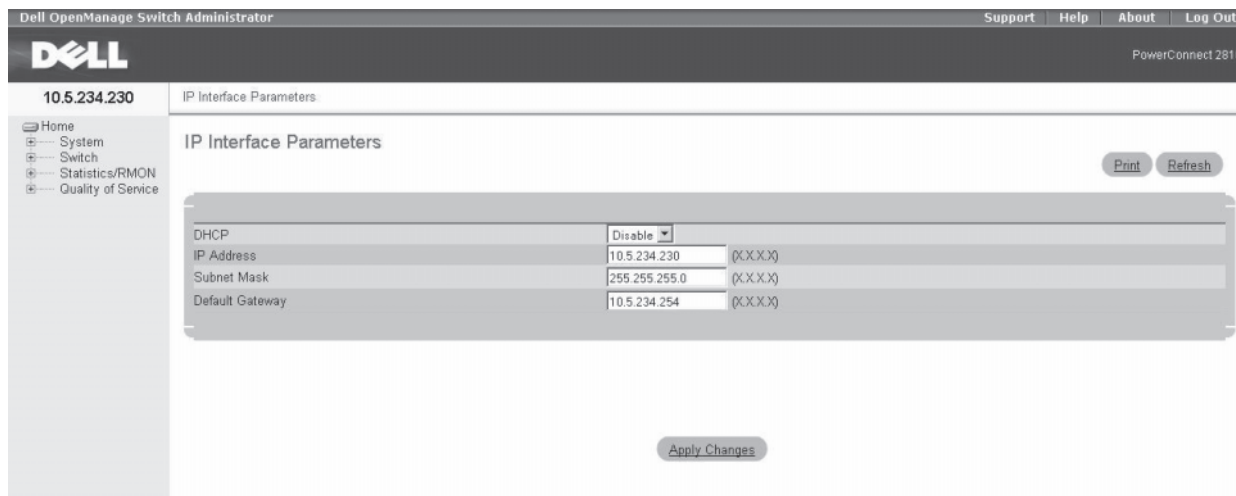 Dell OpenManage Switch Administrator Support Help About Log Out
DELL
PowerConnect 281
10.5.234.230 IP Interface Parameters
Home
System
Switch
Statistics/RMON
Quality of Service
IP Interface Parameters
Print Refresh
DHCP Disable
IP Address 10.5.234.230 (X.X.X.X)
Subnet Mask 255.255.255.0 (X.X.X.X)
Default Gateway 10.5.234.254 (X.X.X.X)
Apply Changes